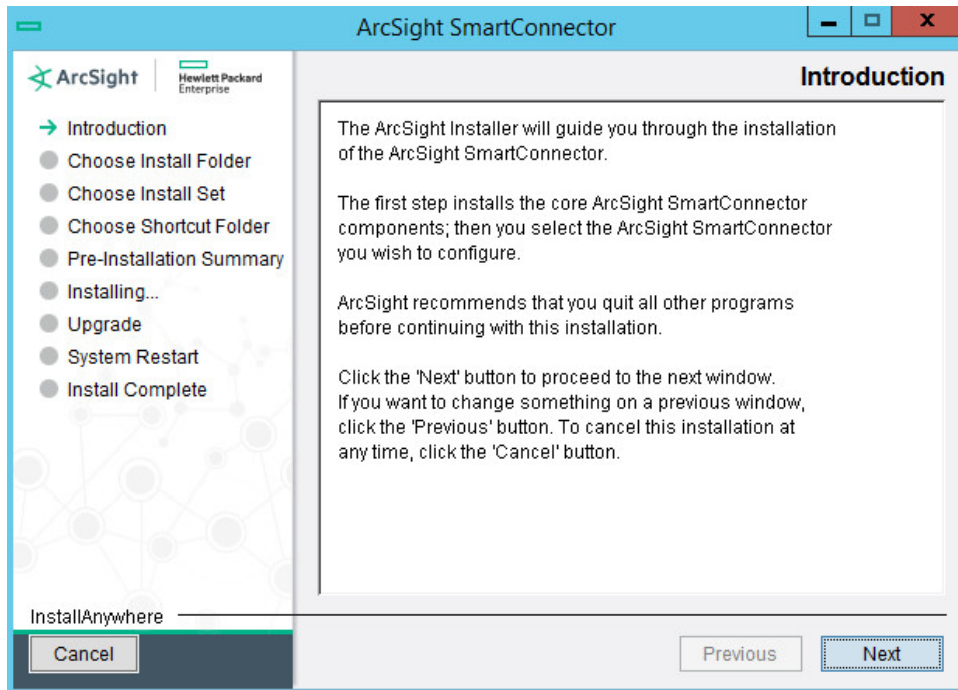 ArcSight SmartConnector
ArcSight
Hewlett Packard
Enterprise
Introduction
Choose Install Folder
Choose Install Set
Choose Shortcut Folder
Pre-Installation Summary
Installing...
Upgrade
System Restart
Install Complete
Introduction
The ArcSight Installer will guide you through the installation
of the ArcSight SmartConnector.
The first step installs the core ArcSight SmartConnector
components; then you select the ArcSight SmartConnector
you wish to configure.
ArcSight recommends that you quit all other programs
before continuing with this installation.
Click the 'Next' button to proceed to the next window.
If you want to change something on a previous window,
click the 'Previous' button. To cancel this installation at
any time, click the 'Cancel' button.
InstallAnywhere
Cancel
Previous
Next